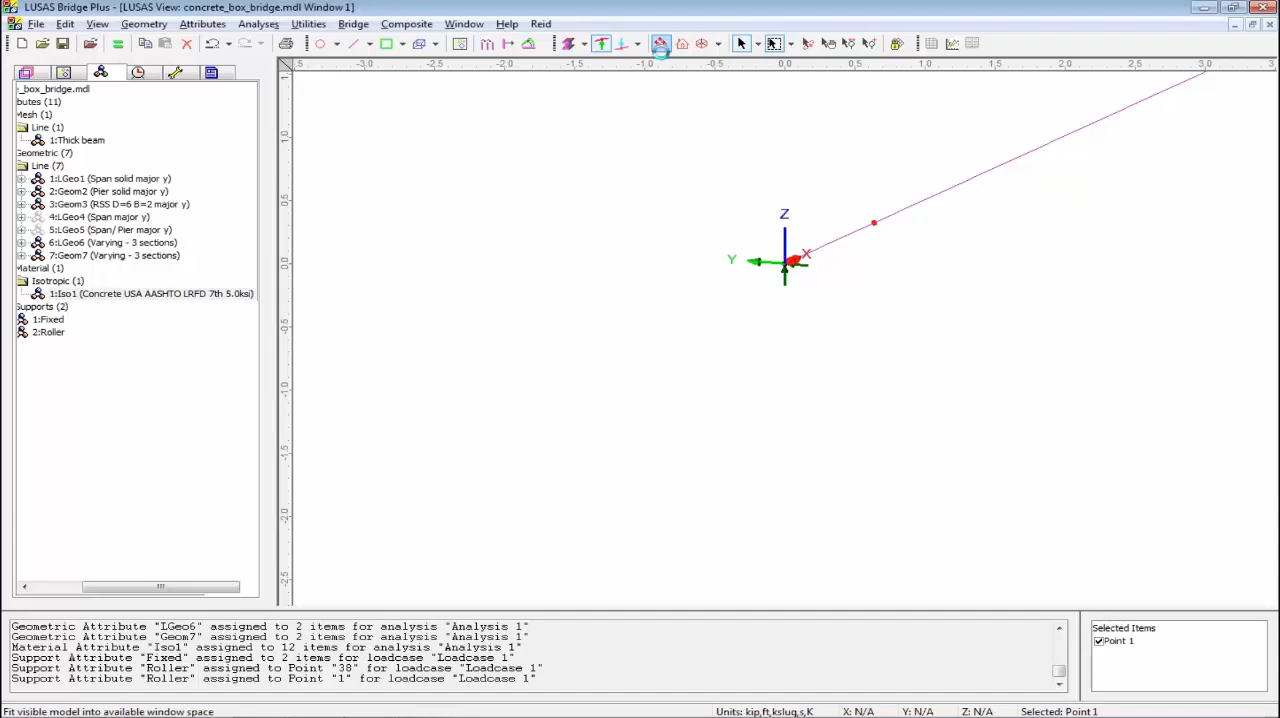 LUSAS Bridge Plus - [LUSAS View: concrete_box_bridge.mdl Window 1]
File Edit View Geometry Attributes Analyses Utilities Bridge Composite Window Help Reid
-3.0 -2.5 -2.0 -1.5 -1.0 -0.5 0.0 0.5 1.0 1.5 2.0 2.5 3.0
e_box_bridge.mdl
butes (11)
Mesh (1)
Line (1)
1:Thick beam
Geometric (7)
Line (7)
1:LGeo1 (Span solid major y)
2:Geom2 (Pier solid major y)
3:Geom3 (RSS D=6 B=2 major y)
4:LGeo4 (Span major y)
5:LGeo5 (Span/ Pier major y)
6:LGeo6 (Varying - 3 sections)
7:Geom7 (Varying - 3 sections)
Material (1)
Isotropic (1)
1:Iso1 (Concrete USA AASHTO LRFD 7th 5.0ksi)
Supports (2)
1:Fixed
2:Roller
1.0
0.5
0.0
-0.5
-1.0
-1.5
-2.0
-2.5
Z
Y
X
Geometric Attribute "LGeo6" assigned to 2 items for analysis "Analysis 1"
Geometric Attribute "Geom7" assigned to 2 items for analysis "Analysis 1"
Material Attribute "Iso1" assigned to 12 items for analysis "Analysis 1"
Support Attribute "Fixed" assigned to 2 items for loadcase "Loadcase 1"
Support Attribute "Roller" assigned to Point "38" for loadcase "Loadcase 1"
Support Attribute "Roller" assigned to Point "1" for loadcase "Loadcase 1"
Selected Items
Point 1
Fit visible model into available window space
Units: kip,ft,kslug,s,K X: N/A Y: N/A Z: N/A Selected: Point 1